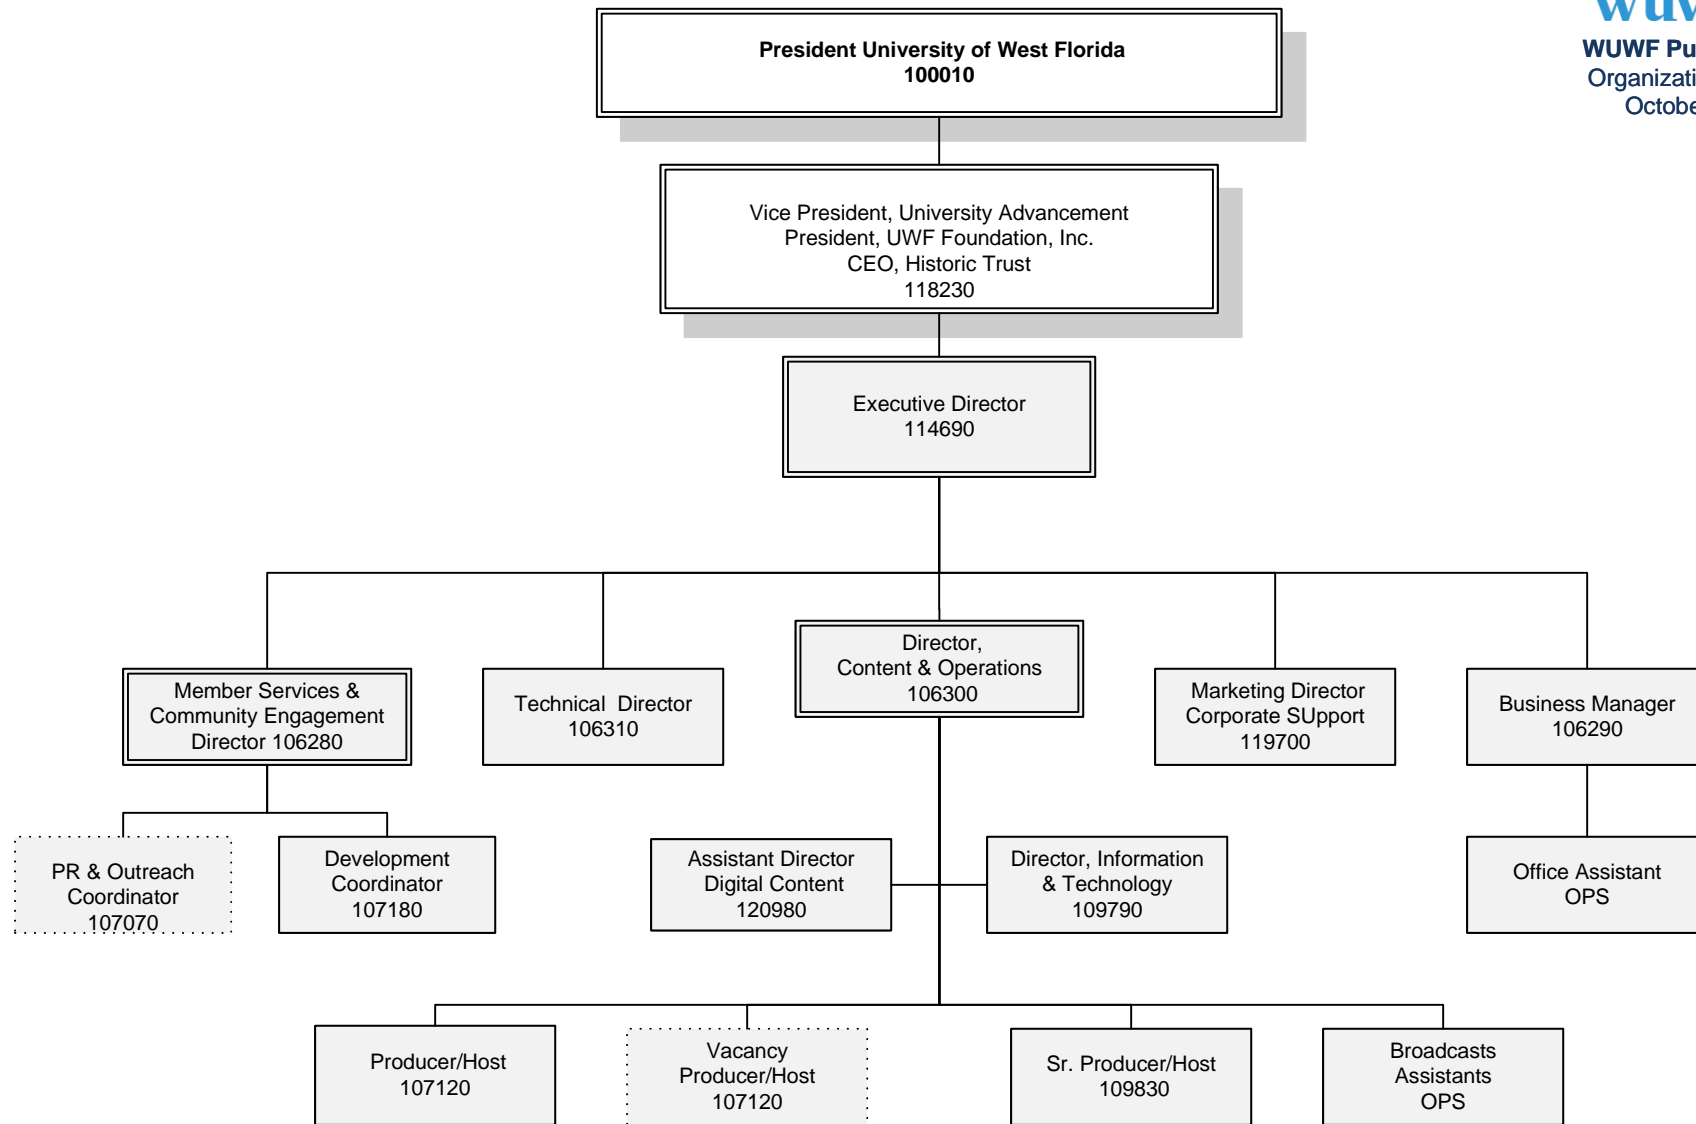 President University of West Florida
100010
WUWF
Vice President, University Advancement
President, UWF Foundation, Inc.
CEO, Historic Trust
118230
Executive Director
114690
Director,
Content & Operations
106300
Member Services &
Community Engagement
Director 106280
Technical Director
106310
Marketing Director
Corporate SUpport
119700
Business Manager
106290
PR & Outreach
Coordinator
107070
Development
Coordinator
107180
Assistant Director
Digital Content
120980
Director, Information
& Technology
109790
Office Assistant
OPS
Producer/Host
107120
Vacancy
Producer/Host
107120
Sr. Producer/Host
109830
Broadcasts
Assistants
OPS